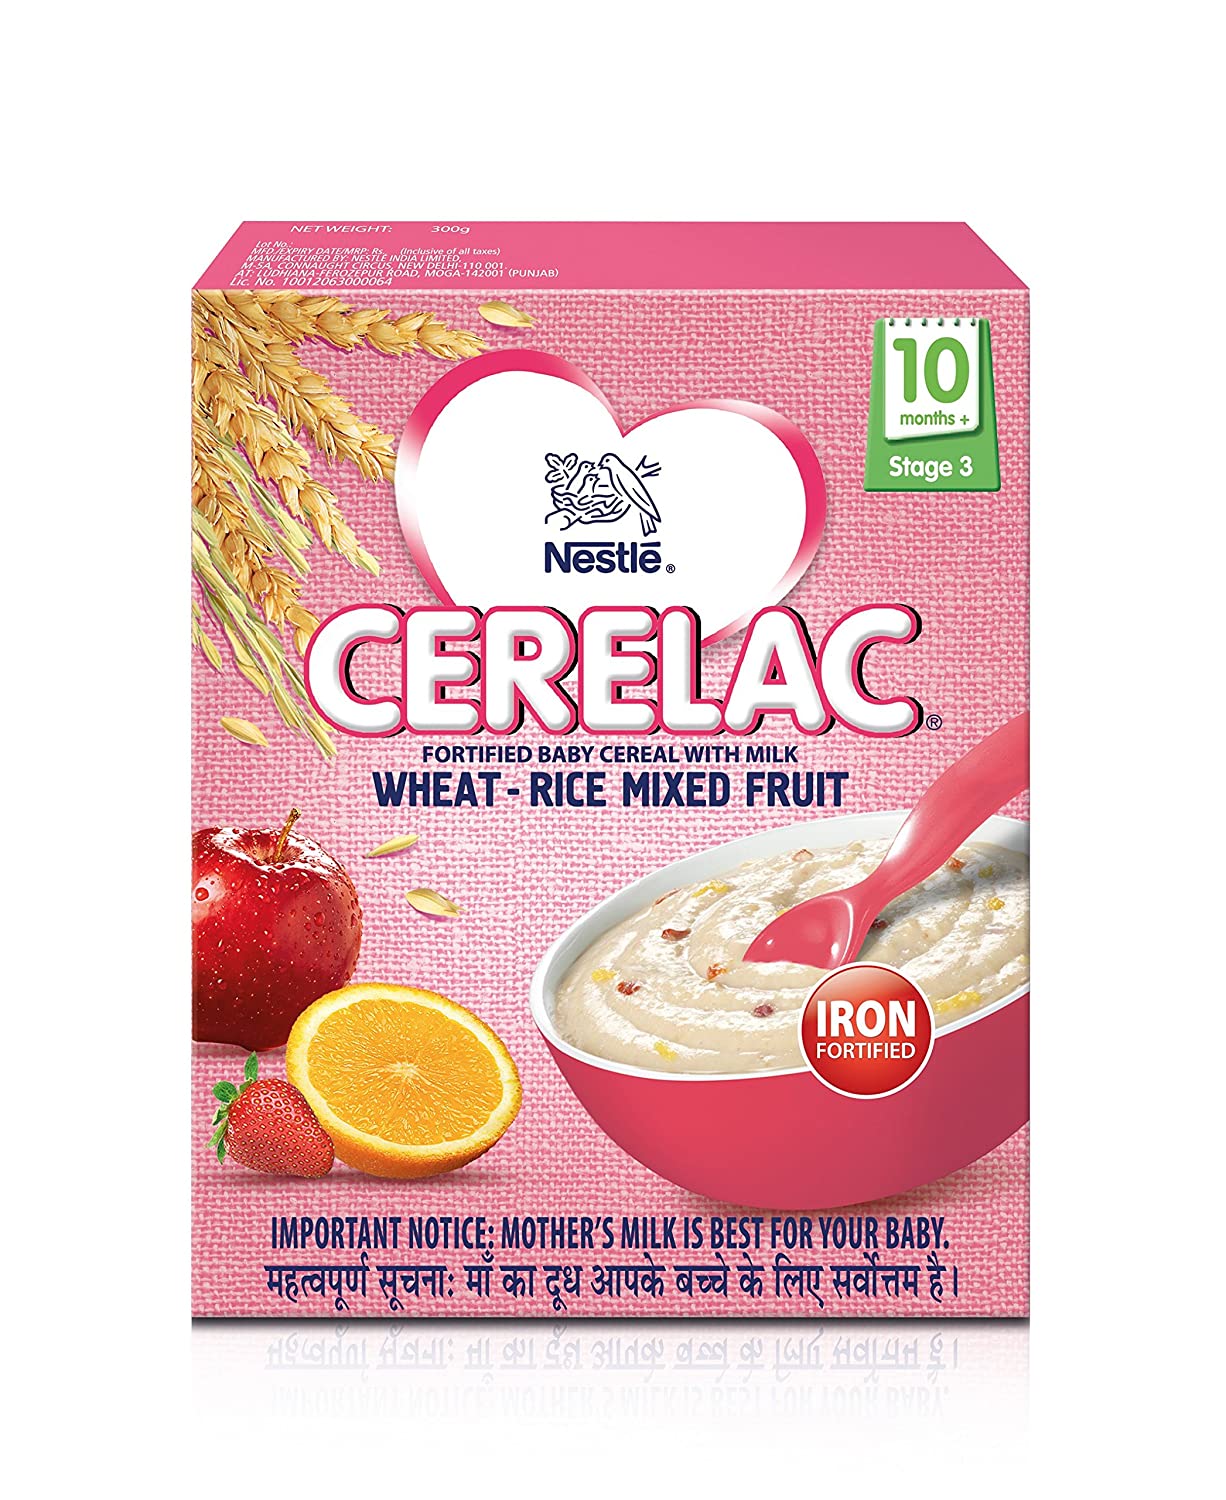 NET WEIGHT: 300g
Lot No.:
MFD./EXPIRY DATE/MRP: Rs. (Inclusive of all taxes)
MANUFACTURED BY: NESTLE INDIA LIMITED.
M-5A, CONNAUGHT CIRCUS, NEW DELHI-110 001.
AT: LUDHIANA-FEROZEPUR ROAD, MOGA-142001 (PUNJAB)
Lic. No. 10012063000064
10
months +
Stage 3
Nestlé®
CERELAC®
FORTIFIED BABY CEREAL WITH MILK
WHEAT - RICE MIXED FRUIT
IRON
FORTIFIED
IMPORTANT NOTICE: MOTHER'S MILK IS BEST FOR YOUR BABY.
महत्वपूर्ण सूचना: माँ का दूध आपके बच्चे के लिए सर्वोत्तम है।